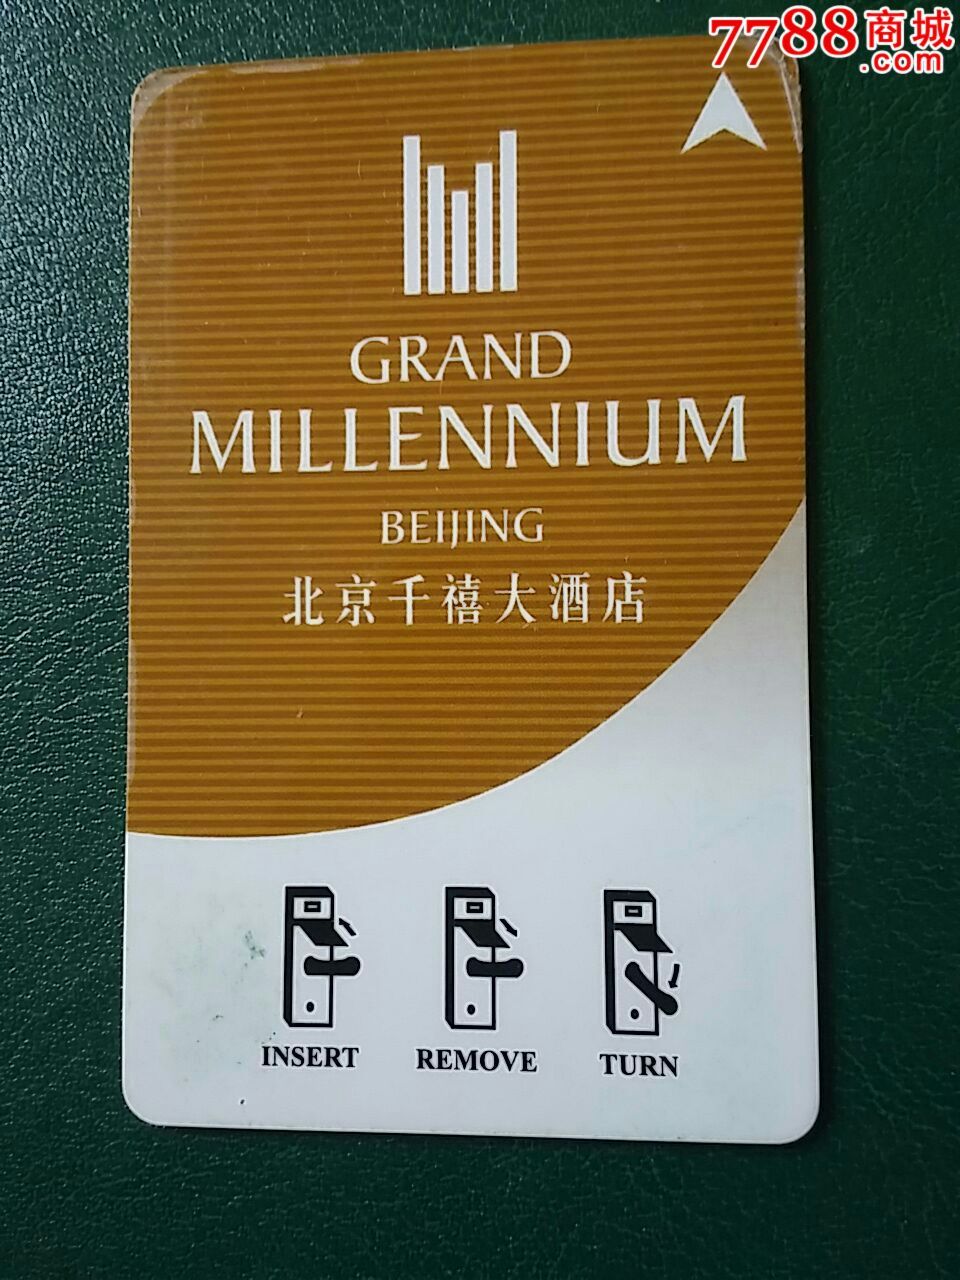 7788商城
.com
GRAND
MILLENNIUM
BEIJING
北京千禧大酒店
INSERT REMOVE TURN